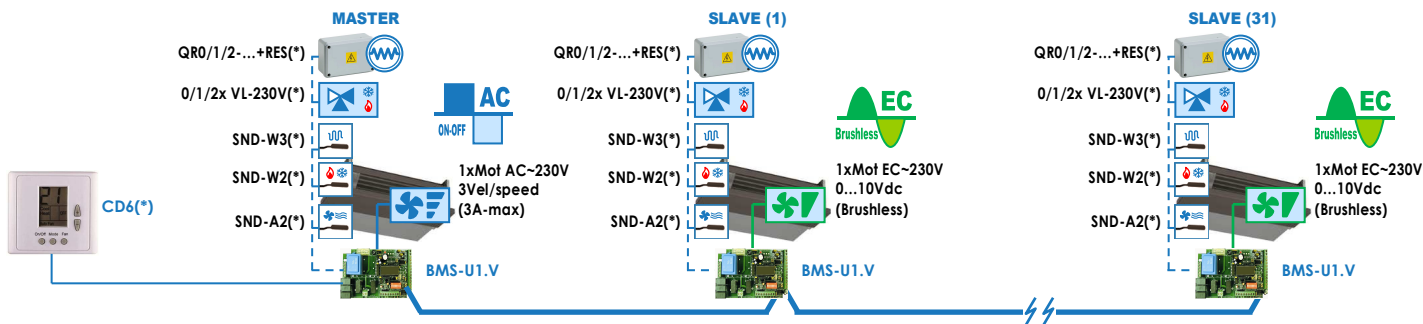 MASTER
QR0/1/2-...+RES(*)
0/1/2x VL-230V(*)
AC
ON-OFF
SND-W3(*)
SND-W2(*)
SND-A2(*)
1xMot AC~230V
3Vel/speed
(3A-max)
CD6(*)
On/Off Mode Fan
BMS-U1.V
SLAVE (1)
QR0/1/2-...+RES(*)
0/1/2x VL-230V(*)
EC
Brushless
SND-W3(*)
SND-W2(*)
SND-A2(*)
1xMot EC~230V
0...10Vdc
(Brushless)
BMS-U1.V
SLAVE (31)
QR0/1/2-...+RES(*)
0/1/2x VL-230V(*)
EC
Brushless
SND-W3(*)
SND-W2(*)
SND-A2(*)
1xMot EC~230V
0...10Vdc
(Brushless)
BMS-U1.V